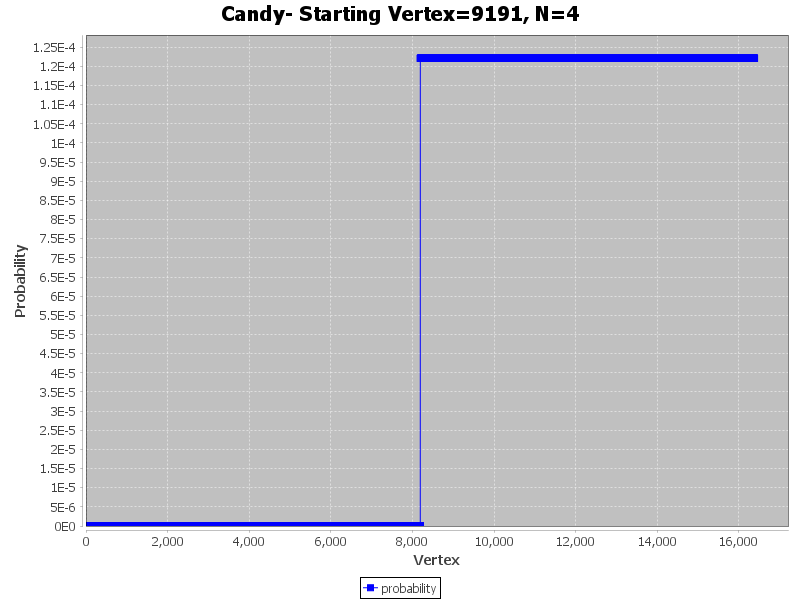 Candy- Starting Vertex=9191, N=4
1.25E-4
1.2E-4
1.15E-4
1.1E-4
1.05E-4
1E-4
9.5E-5
9E-5
8.5E-5
8E-5
7.5E-5
7E-5
6.5E-5
6E-5
5.5E-5
5E-5
4.5E-5
4E-5
3.5E-5
3E-5
2.5E-5
2E-5
1.5E-5
1E-5
5E-6
0E0
Probability
0 2,000 4,000 6,000 8,000 10,000 12,000 14,000 16,000
Vertex
probability